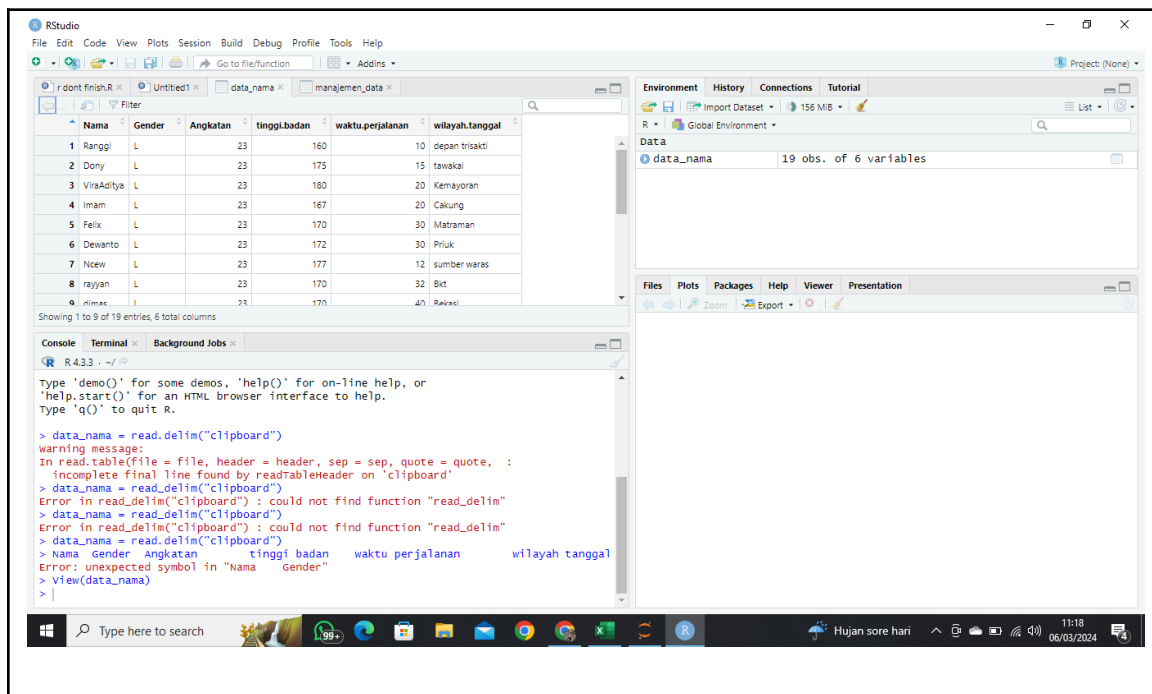 RStudio
File Edit Code View Plots Session Build Debug Profile Tools Help
Go to file/function Addins Project: (None)
r dont finish.R Untitled1 data_nama manajemen_data
Filter
Nama Gender Angkatan tinggi.badan waktu.perjalanan wilayah.tanggal
1 Ranggi L 23 160 10 depan trisakti
2 Dony L 23 175 15 tawakal
3 ViraAditya L 23 180 20 Kemayoran
4 Imam L 23 167 20 Cakung
5 Felix L 23 170 30 Matraman
6 Dewanto L 23 172 30 Priuk
7 Ncew L 23 177 12 sumber waras
8 rayyan L 23 170 32 Bkt
9 dimas L 23 170 40 Bekasi
Showing 1 to 9 of 19 entries, 6 total columns
Console Terminal Background Jobs
R 4.3.3 · ~/
Type 'demo()' for some demos, 'help()' for on-line help, or
'help.start()' for an HTML browser interface to help.
Type 'q()' to quit R.
> data_nama = read.delim("clipboard")
Warning message:
In read.table(file = file, header = header, sep = sep, quote = quote, :
incomplete final line found by readTableHeader on 'clipboard'
> data_nama = read_delim("clipboard")
Error in read_delim("clipboard") : could not find function "read_delim"
> data_nama = read_delim("clipboard")
Error in read_delim("clipboard") : could not find function "read_delim"
> data_nama = read.delim("clipboard")
> Nama Gender Angkatan tinggi badan waktu perjalanan wilayah tanggal
Error: unexpected symbol in "Nama Gender"
> View(data_nama)
>
Environment History Connections Tutorial
Import Dataset 156 MiB List
R Global Environment
Data
data_nama 19 obs. of 6 variables
Files Plots Packages Help Viewer Presentation
Zoom Export
Type here to search
99+
Hujan sore hari
11:18
06/03/2024
4